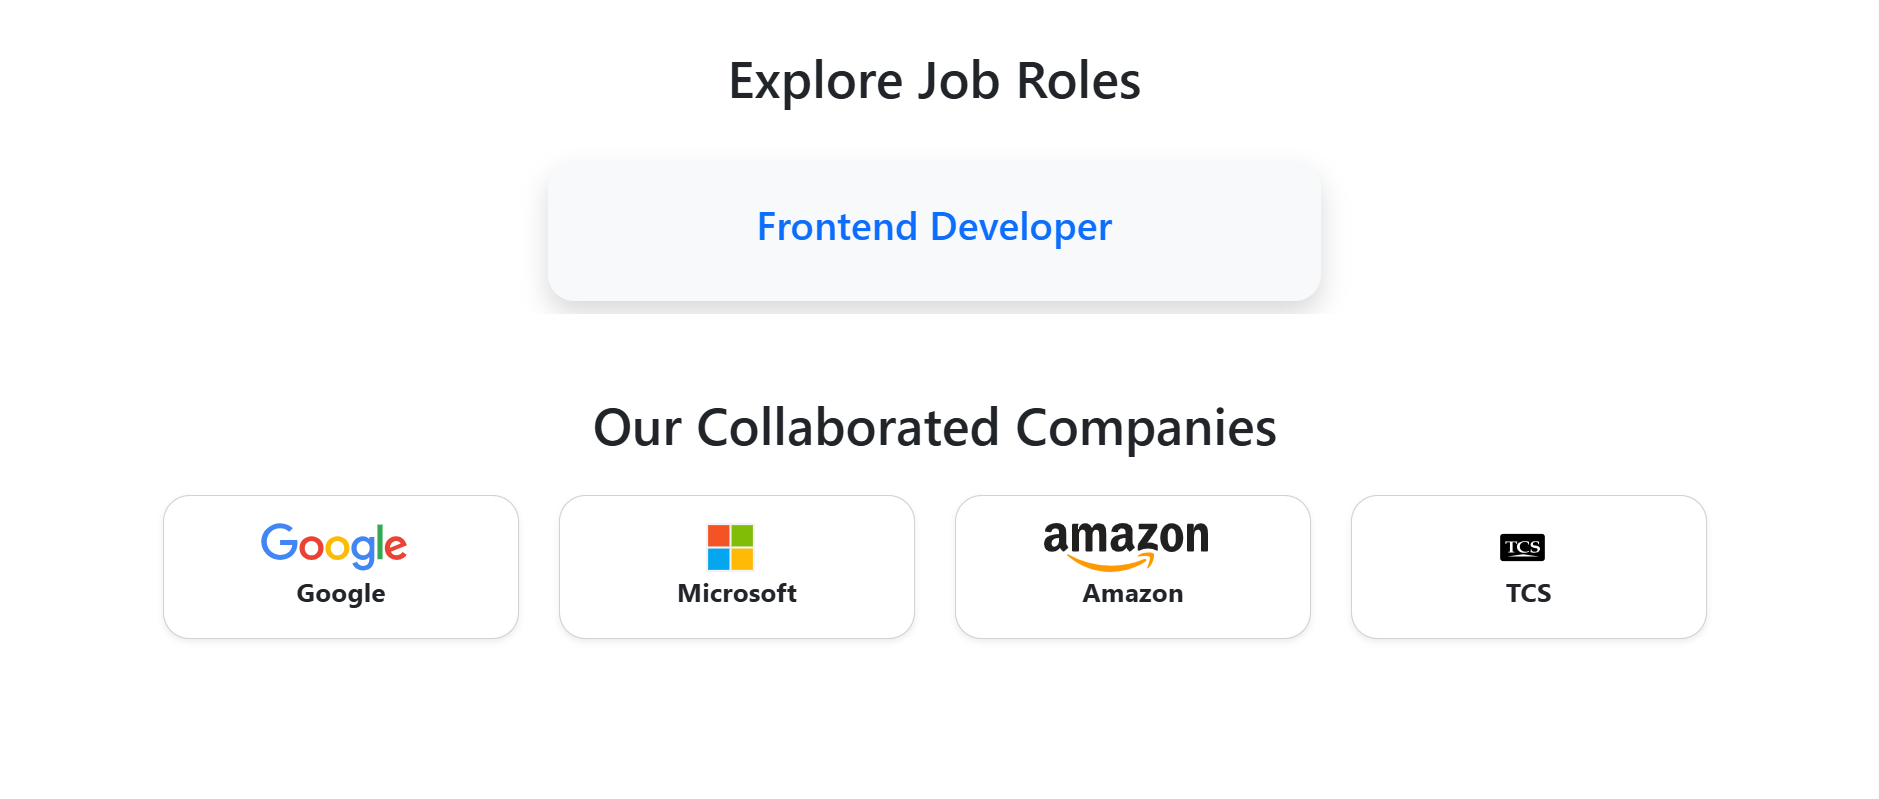 Explore Job Roles
Frontend Developer
Our Collaborated Companies
Google
Google
Microsoft
amazon
Amazon
TCS
TCS